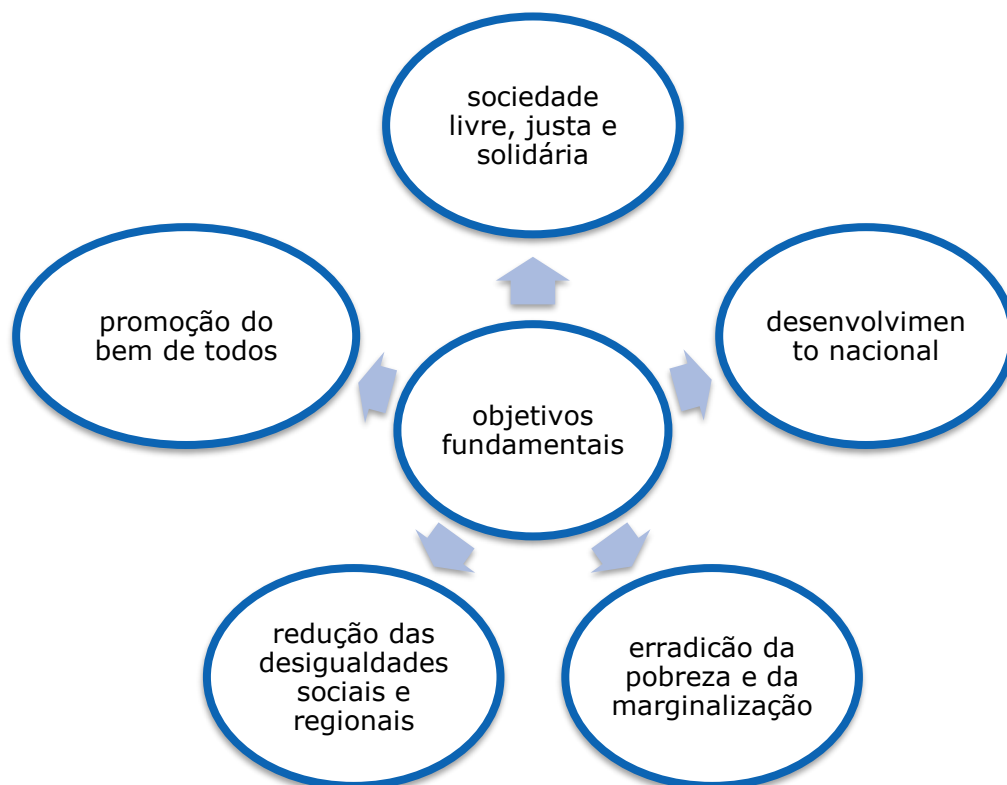 sociedade
livre, justa e
solidária
promoção do
bem de todos
desenvolvimen
to nacional
objetivos
fundamentais
redução das
desigualdades
sociais e
regionais
erradicão da
pobreza e da
marginalização